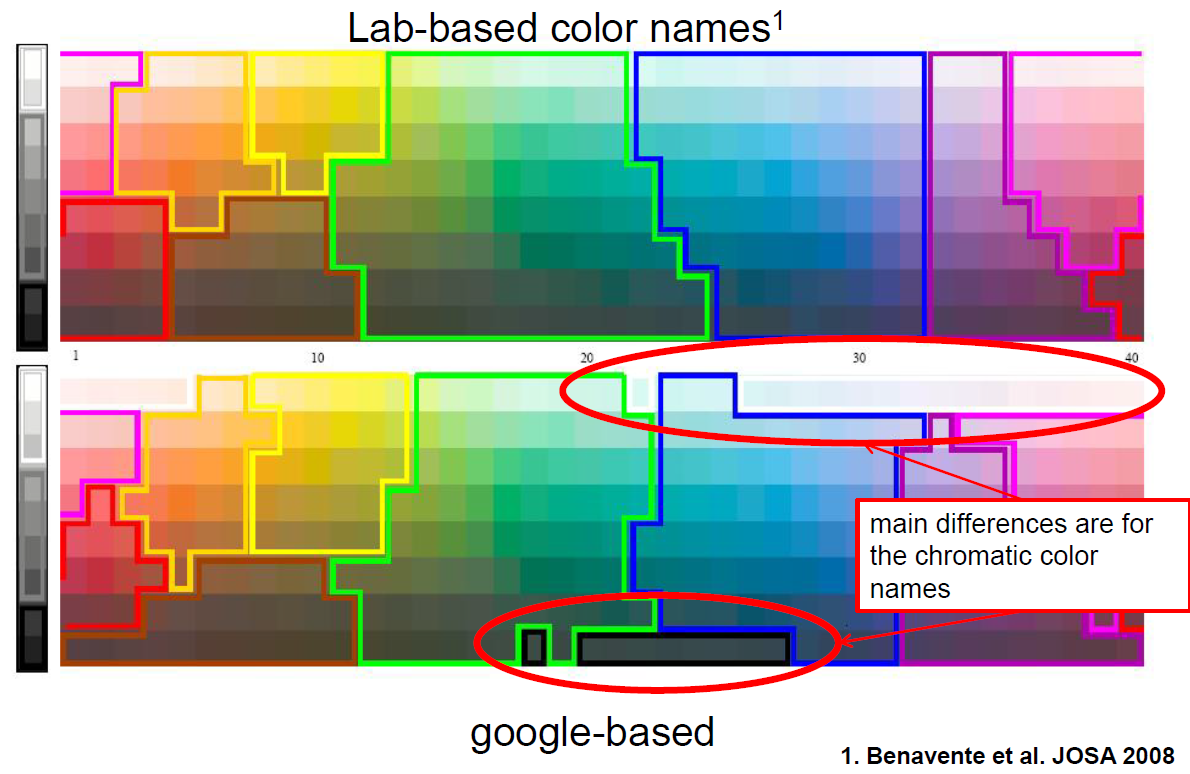 Lab-based color names1
1 10 20 30 40
main differences are for
the chromatic color
names
google-based
1. Benavente et al. JOSA 2008